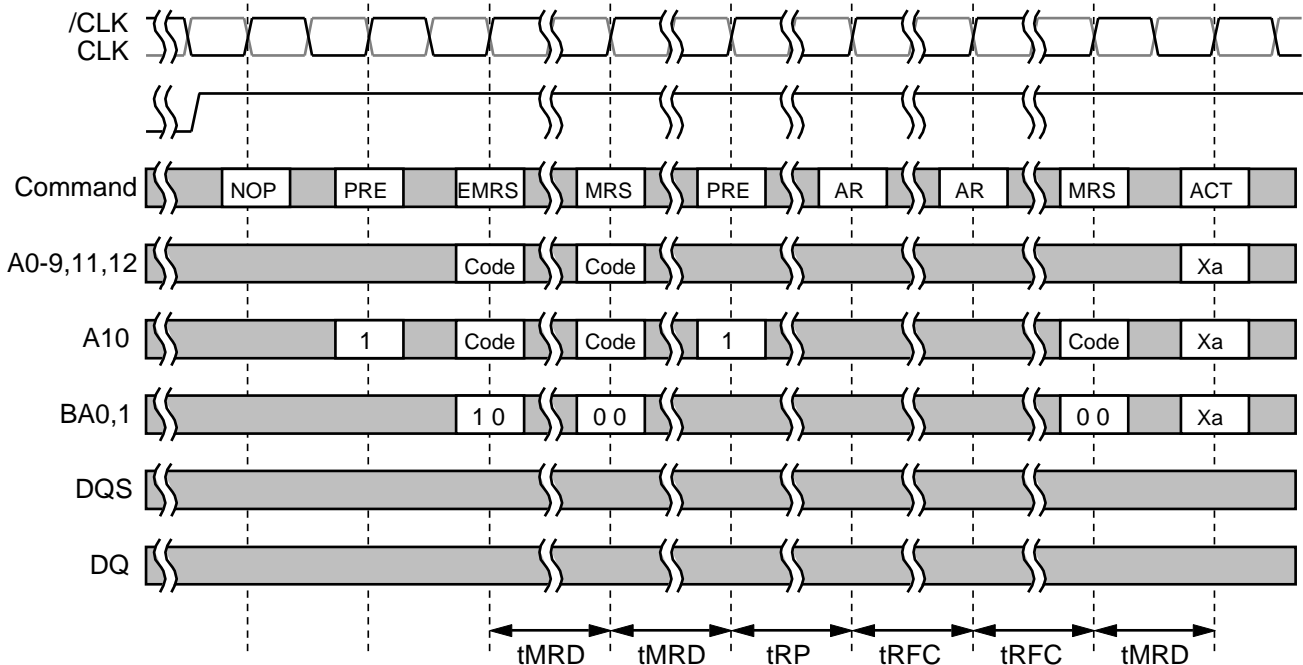 /CLK
CLK
Command NOP PRE EMRS MRS PRE AR AR MRS ACT
A0-9,11,12 Code Code Xa
A10 1 Code Code 1 Code Xa
BA0,1 1 0 0 0 0 0 Xa
DQS
DQ
tMRD tMRD tRP tRFC tRFC tMRD